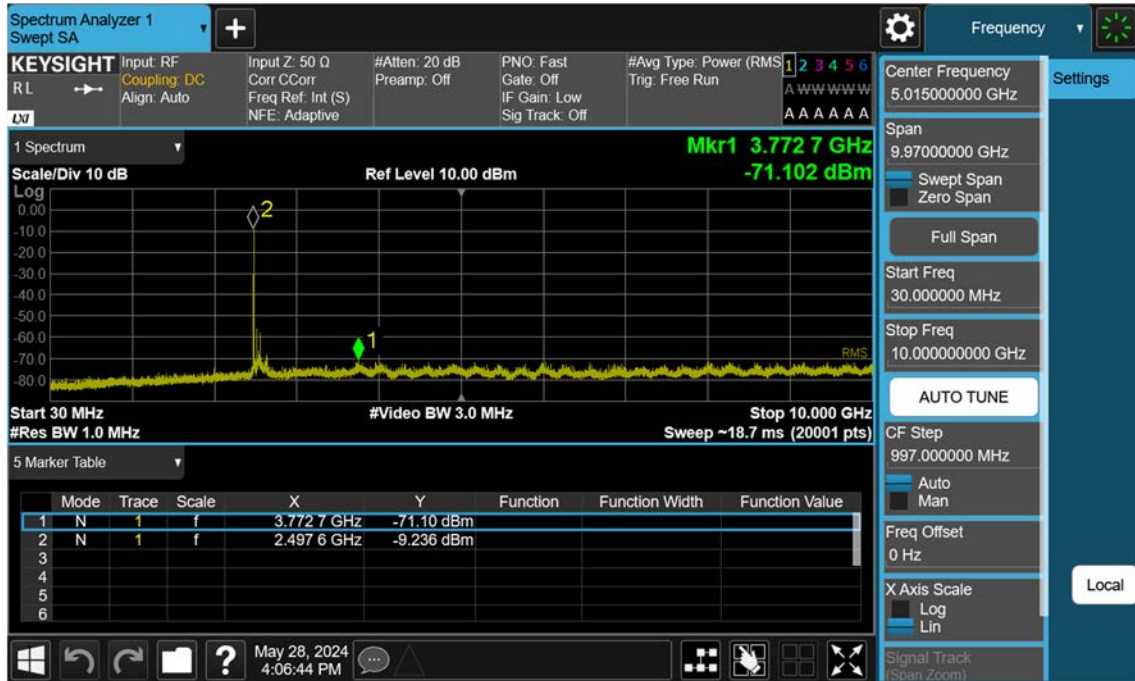 Spectrum Analyzer 1
Swept SA
+
Frequency
KEYSIGHT
R L
LXI
Input: RF
Coupling: DC
Align: Auto
Input Z: 50 Ω
Corr CCorr
Freq Ref: Int (S)
NFE: Adaptive
#Atten: 20 dB
Preamp: Off
PNO: Fast
Gate: Off
IF Gain: Low
Sig Track: Off
#Avg Type: Power (RMS
Trig: Free Run
1 2 3 4 5 6
A W W W W W
A A A A A A
1 Spectrum
Mkr1 3.772 7 GHz
-71.102 dBm
Scale/Div 10 dB
Ref Level 10.00 dBm
Log
0.00
-10.0
-20.0
-30.0
-40.0
-50.0
-60.0
-70.0
-80.0
2
1
RMS
Start 30 MHz
#Video BW 3.0 MHz
Stop 10.000 GHz
#Res BW 1.0 MHz
Sweep ~18.7 ms (20001 pts)
5 Marker Table
Mode Trace Scale X Y Function Function Width Function Value
1 N 1 f 3.772 7 GHz -71.10 dBm
2 N 1 f 2.497 6 GHz -9.236 dBm
3
4
5
6
Center Frequency
5.015000000 GHz
Settings
Span
9.97000000 GHz
Swept Span
Zero Span
Full Span
Start Freq
30.000000 MHz
Stop Freq
10.000000000 GHz
AUTO TUNE
CF Step
997.000000 MHz
Auto
Man
Freq Offset
0 Hz
X Axis Scale
Log
Lin
Local
Signal Track
(Span Zoom)
?
May 28, 2024
4:06:44 PM